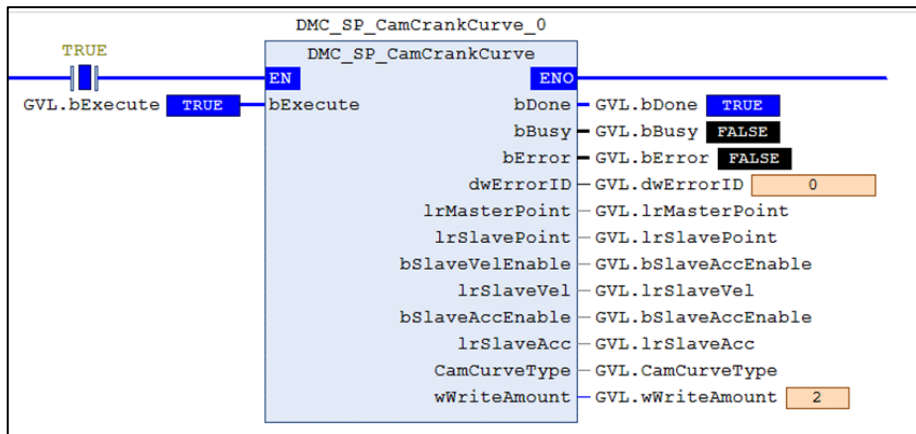 DMC_SP_CamCrankCurve_0
TRUE
DMC_SP_CamCrankCurve
EN ENO
GVL.bExecute TRUE bExecute bDone GVL.bDone TRUE
bBusy GVL.bBusy FALSE
bError GVL.bError FALSE
dwErrorID GVL.dwErrorID 0
lrMasterPoint GVL.lrMasterPoint
lrSlavePoint GVL.lrSlavePoint
bSlaveVelEnable GVL.bSlaveAccEnable
lrSlaveVel GVL.lrSlaveVel
bSlaveAccEnable GVL.bSlaveAccEnable
lrSlaveAcc GVL.lrSlaveAcc
CamCurveType GVL.CamCurveType
wWriteAmount GVL.wWriteAmount 2